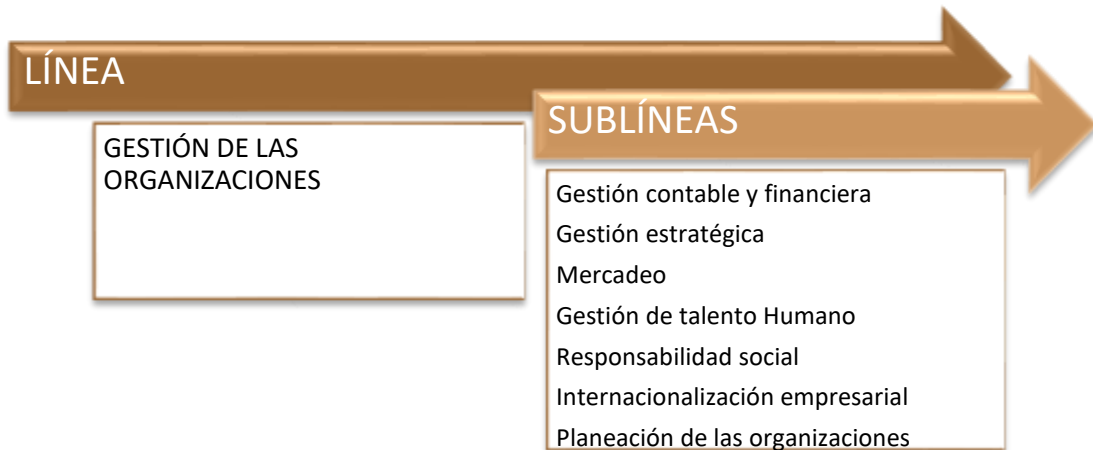 LÍNEA
GESTIÓN DE LAS
ORGANIZACIONES
SUBLÍNEAS
Gestión contable y financiera
Gestión estratégica
Mercadeo
Gestión de talento Humano
Responsabilidad social
Internacionalización empresarial
Planeación de las organizaciones